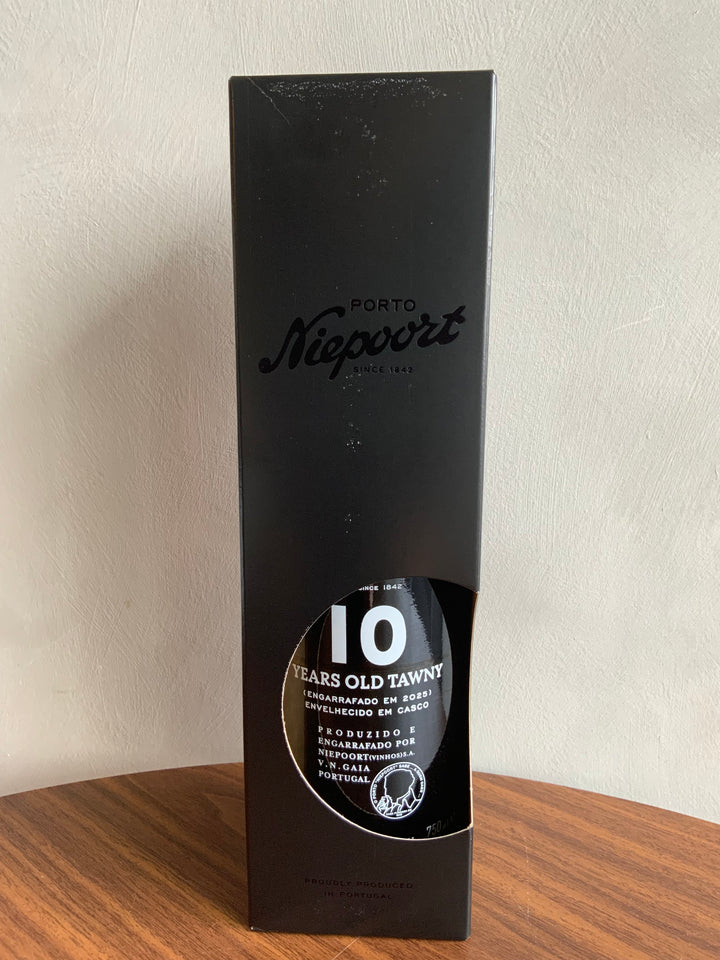 PORTO
Niepoort
SINCE 1842
SINCE 1842
10
YEARS OLD TAWNY
(ENGARRAFADO EM 2025)
ENVELHECIDO EM CASCO
PRODUZIDO E
ENGARRAFADO POR
NIEPOORT(VINHOS)S.A.
V.N.GAIA
PORTUGAL
750
PROUDLY PRODUCED
IN PORTUGAL